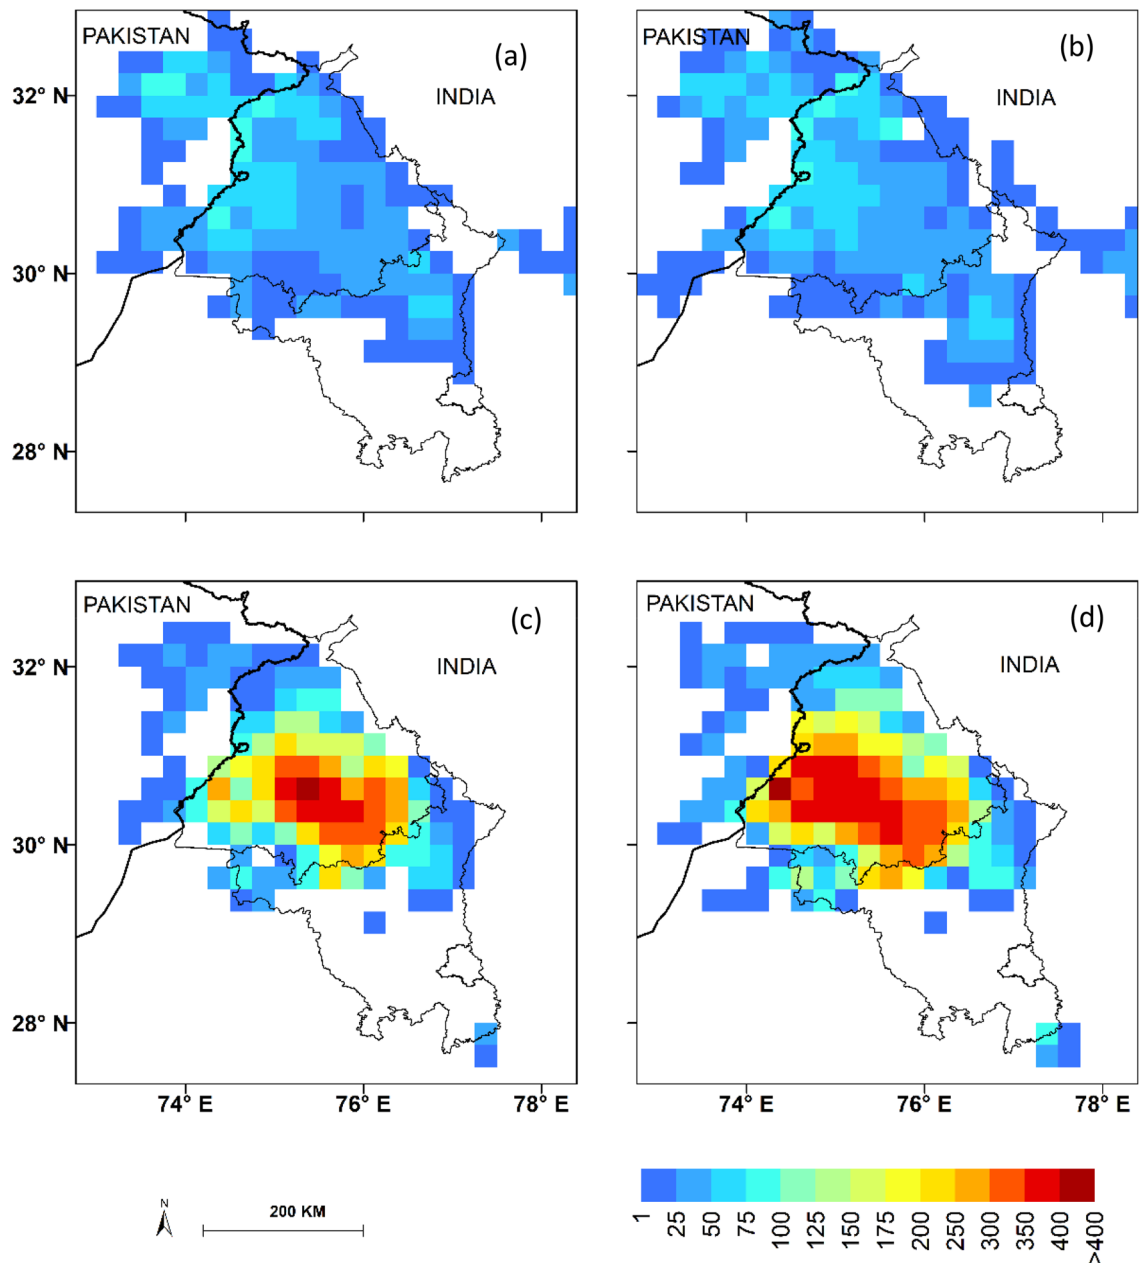 PAKISTAN
(a)
INDIA
32° N
30° N
28° N
PAKISTAN
(b)
INDIA
PAKISTAN
(c)
INDIA
32° N
30° N
28° N
74° E
76° E
78° E
PAKISTAN
(d)
INDIA
74° E
76° E
78° E
N
200 KM
1
25
50
75
100
125
150
200
250
300
350
400
>400